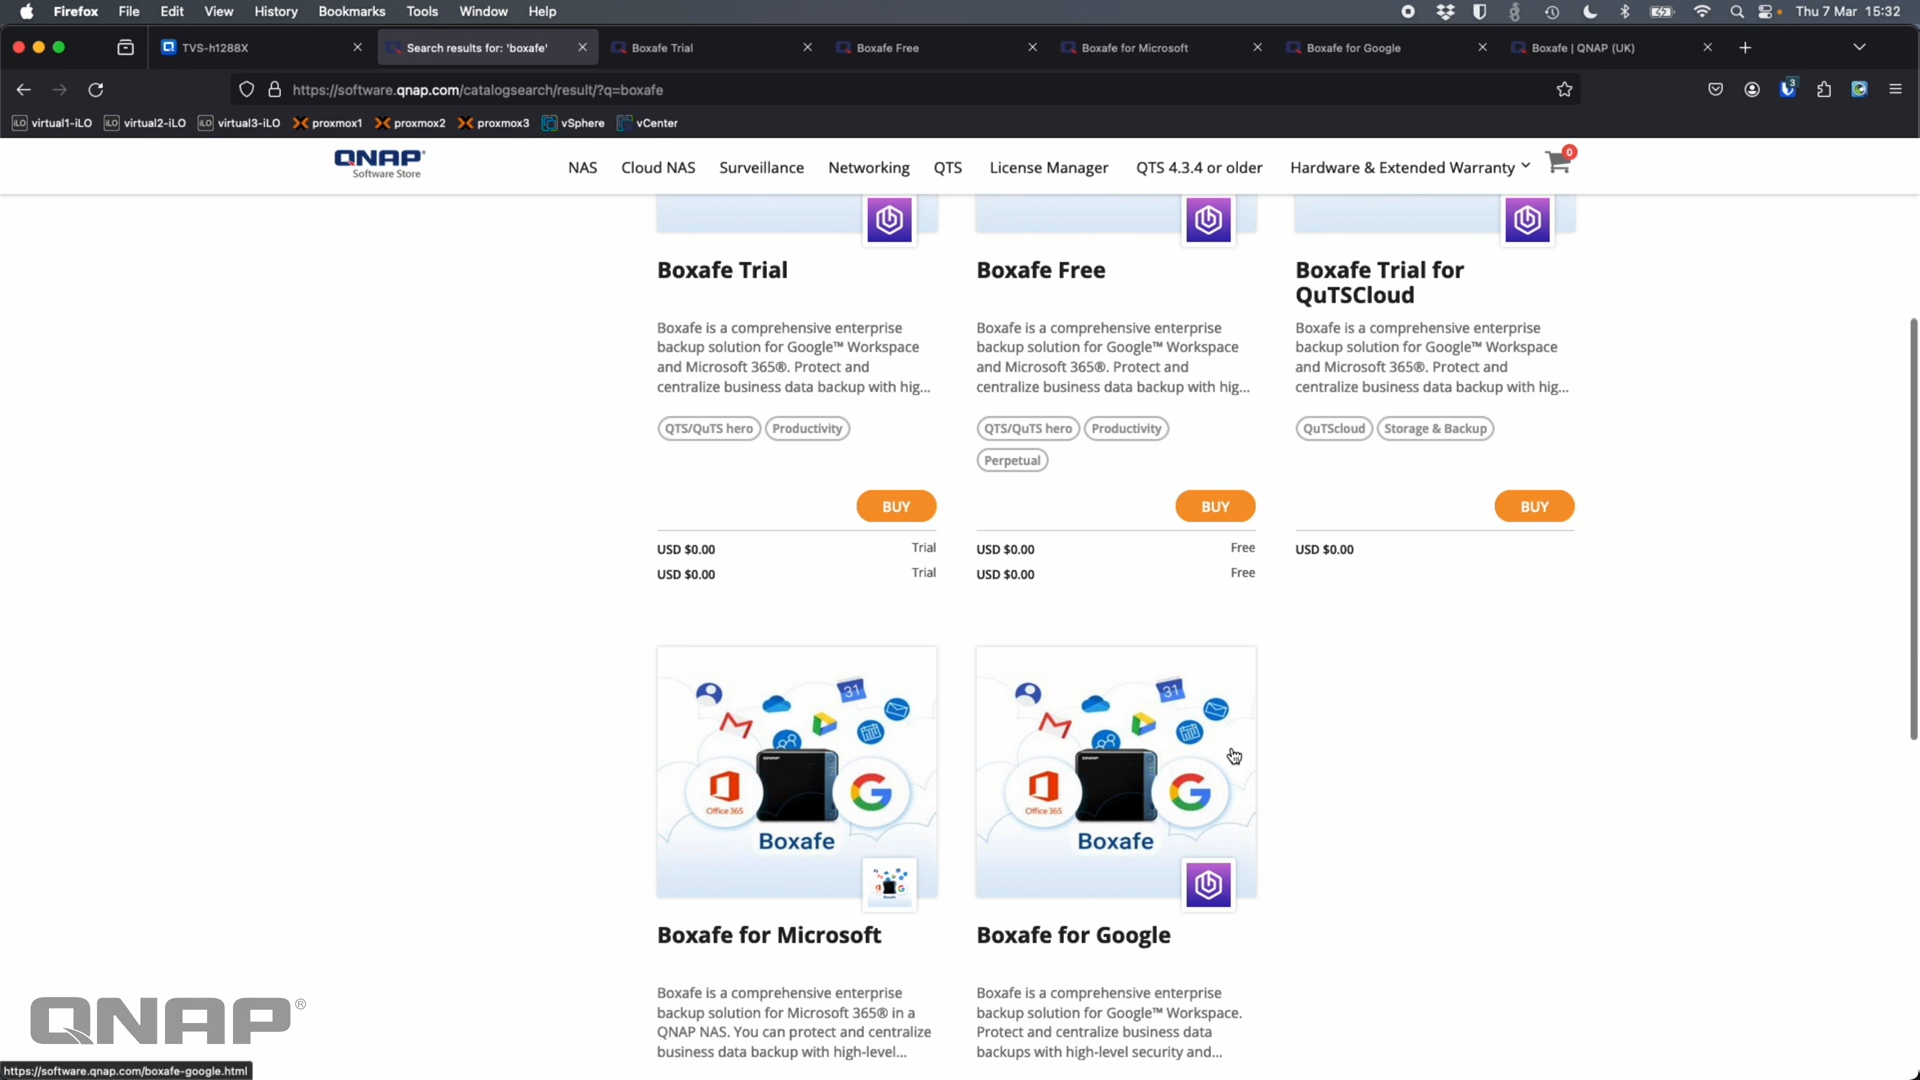 Firefox File Edit View History Bookmarks Tools Window Help
Thu 7 Mar 15:32
TVS-h1288X
Search results for: 'boxafe'
Boxafe Trial
Boxafe Free
Boxafe for Microsoft
Boxafe for Google
Boxafe | QNAP (UK)
https://software.qnap.com/catalogsearch/result/?q=boxafe
3
iLO virtual1-iLO
iLO virtual2-iLO
iLO virtual3-iLO
proxmox1
proxmox2
proxmox3
vSphere
vCenter
QNAP
Software Store
NAS
Cloud NAS
Surveillance
Networking
QTS
License Manager
QTS 4.3.4 or older
Hardware & Extended Warranty
0
Boxafe Trial
Boxafe is a comprehensive enterprise
backup solution for Google™ Workspace
and Microsoft 365®. Protect and
centralize business data backup with hig...
QTS/QuTS hero
Productivity
BUY
USD $0.00 Trial
USD $0.00 Trial
Boxafe Free
Boxafe is a comprehensive enterprise
backup solution for Google™ Workspace
and Microsoft 365®. Protect and
centralize business data backup with hig...
QTS/QuTS hero
Productivity
Perpetual
BUY
USD $0.00 Free
USD $0.00 Free
Boxafe Trial for
QuTSCloud
Boxafe is a comprehensive enterprise
backup solution for Google™ Workspace
and Microsoft 365®. Protect and
centralize business data backup with hig...
QuTScloud
Storage & Backup
BUY
USD $0.00
31
QNAP
Office 365
G
Boxafe
Boxafe for Microsoft
Boxafe is a comprehensive enterprise
backup solution for Microsoft 365® in a
QNAP NAS. You can protect and centralize
business data backup with high-level...
31
QNAP
Office 365
G
Boxafe
Boxafe for Google
Boxafe is a comprehensive enterprise
backup solution for Google™ Workspace.
Protect and centralize business data
backups with high-level security and...
QNAP®
https://software.qnap.com/boxafe-google.html